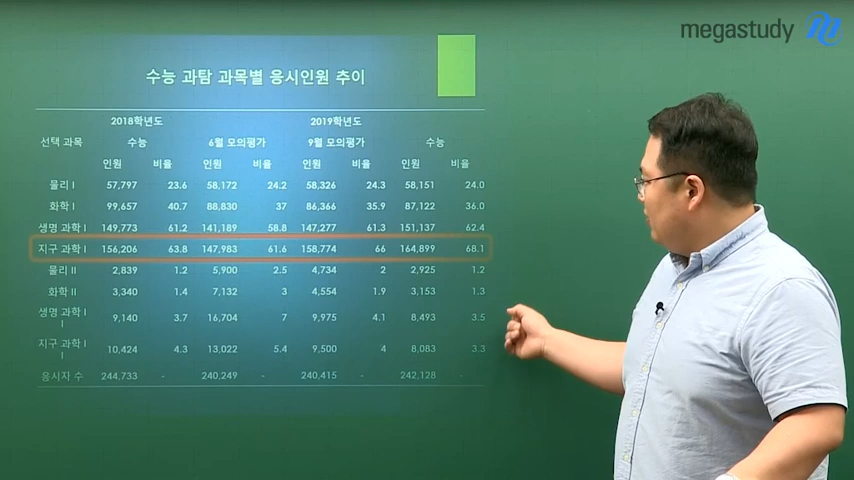 megastudy
수능 과탐 과목별 응시인원 추이
2018학년도 2019학년도
선택 과목 수능 6월 모의평가 9월 모의평가 수능
인원 비율 인원 비율 인원 비율 인원 비율
물리 I 57,797 23.6 58,172 24.2 58,326 24.3 58,151 24.0
화학 I 99,657 40.7 88,830 37 86,366 35.9 87,122 36.0
생명 과학 I 149,773 61.2 141,189 58.8 147,277 61.3 151,137 62.4
지구 과학 I 156,206 63.8 147,983 61.6 158,774 66 164,899 68.1
물리 II 2,839 1.2 5,900 2.5 4,734 2 2,925 1.2
화학 II 3,340 1.4 7,132 3 4,554 1.9 3,153 1.3
생명 과학 I
I 9,140 3.7 16,704 7 9,975 4.1 8,493 3.5
지구 과학 I
I 10,424 4.3 13,022 5.4 9,500 4 8,083 3.3
응시자 수 244,733 - 240,249 - 240,415 - 242,128 -